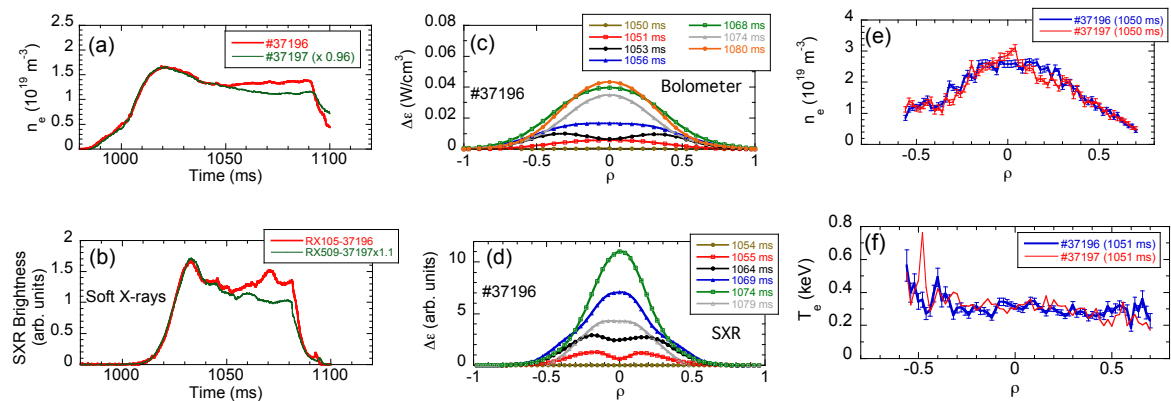 (a)
#37196
#37197 (x 0.96)
n_e (10^19 m^-3)
2.5
2
1.5
1
0.5
0
1000
1050
1100
Time (ms)
(c)
1050 ms
1051 ms
1053 ms
1056 ms
1068 ms
1074 ms
1080 ms
#37196
Bolometer
Δε (W/cm³)
0.08
0.06
0.04
0.02
0
-1
-0.5
0
0.5
1
ρ
(e)
#37196 (1050 ms)
#37197 (1050 ms)
n_e (10^19 m^-3)
4
3
2
1
0
-0.5
0
0.5
ρ
(b)
RX105-37196
RX509-37197x1.1
Soft X-rays
SXR Brightness
(arb. units)
2
1.5
1
0.5
0
1000
1050
1100
Time (ms)
(d)
1054 ms
1055 ms
1064 ms
1069 ms
1074 ms
1079 ms
#37196
SXR
Δε (arb. units)
10
5
0
-1
-0.5
0
0.5
1
ρ
(f)
#37196 (1051 ms)
#37197 (1051 ms)
T_e (keV)
0.8
0.6
0.4
0.2
0
-0.5
0
0.5
ρ